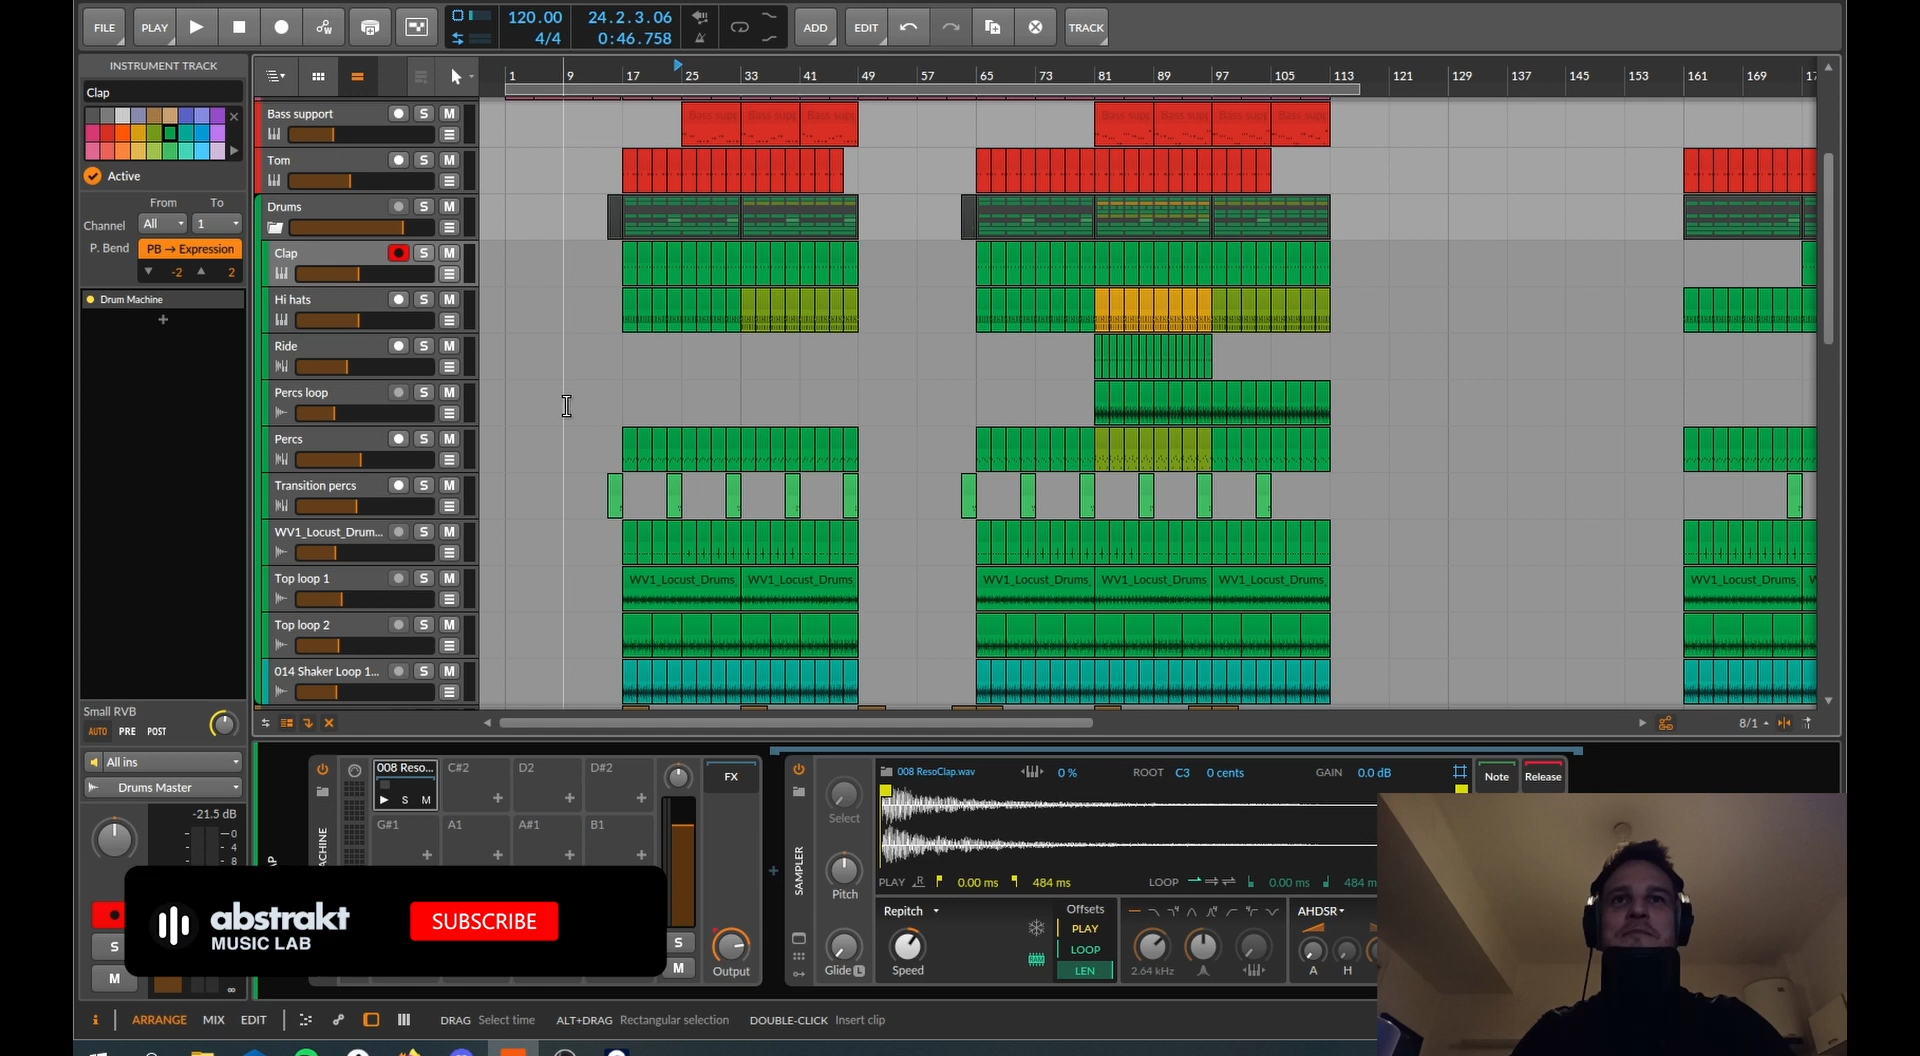 FILE PLAY ADD EDIT TRACK
120.00 24.2.3.06
4/4 0:46.758
INSTRUMENT TRACK
Clap
Active
From To
Channel All 1
P. Bend PB → Expression
-2 2
Drum Machine
1 9 17 25 33 41 49 57 65 73 81 89 97 105 113 121 129 137 145 153 161 169
Bass support S M
Tom S M
Drums S M
Clap S M
Hi hats S M
Ride S M
Percs loop S M
Percs S M
Transition percs S M
WV1_Locust_Drum... S M
Top loop 1 S M
WV1_Locust_Drums_ WV1_Locust_Drums WV1_Locust_Drums_ WV1_Locust_Drums WV1_Locust_Drums_ WV1_Locust_Drums_
Top loop 2 S M
014 Shaker Loop 1... S M
8/1
Small RVB
AUTO PRE POST
All ins
Drums Master
-21.5 dB
0
4
8
S
M
008 Reso... C#2 D2 D#2
S M
G#1 A1 A#1 B1
FX
S
M
Output
SAMPLER
Select
Pitch
Glide L
008 ResoClap.wav 0 % ROOT C3 0 cents GAIN 0.0 dB
Note Release
PLAY R 0.00 ms 484 ms LOOP 0.00 ms 484 m
Repitch
Speed
Offsets
PLAY
LOOP
LEN
2.64 kHz
AHDSR
A H
abstrakt
MUSIC LAB
SUBSCRIBE
ARRANGE MIX EDIT DRAG Select time ALT+DRAG Rectangular selection DOUBLE-CLICK Insert clip